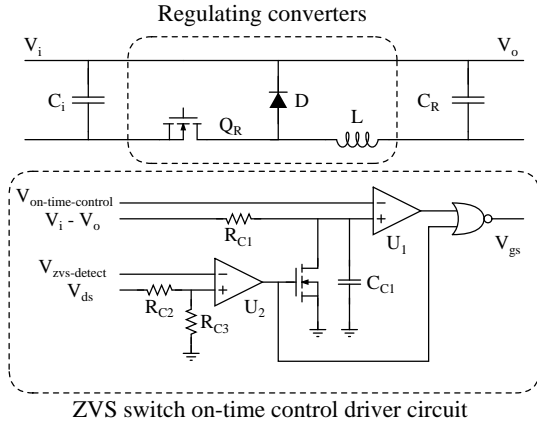 Regulating converters
V_i
V_o
C_i
D
L
C_R
Q_R
V_on-time-control
V_i - V_o
R_C1
U_1
V_gs
V_zvs-detect
V_ds
R_C2
R_C3
U_2
C_C1
ZVS switch on-time control driver circuit